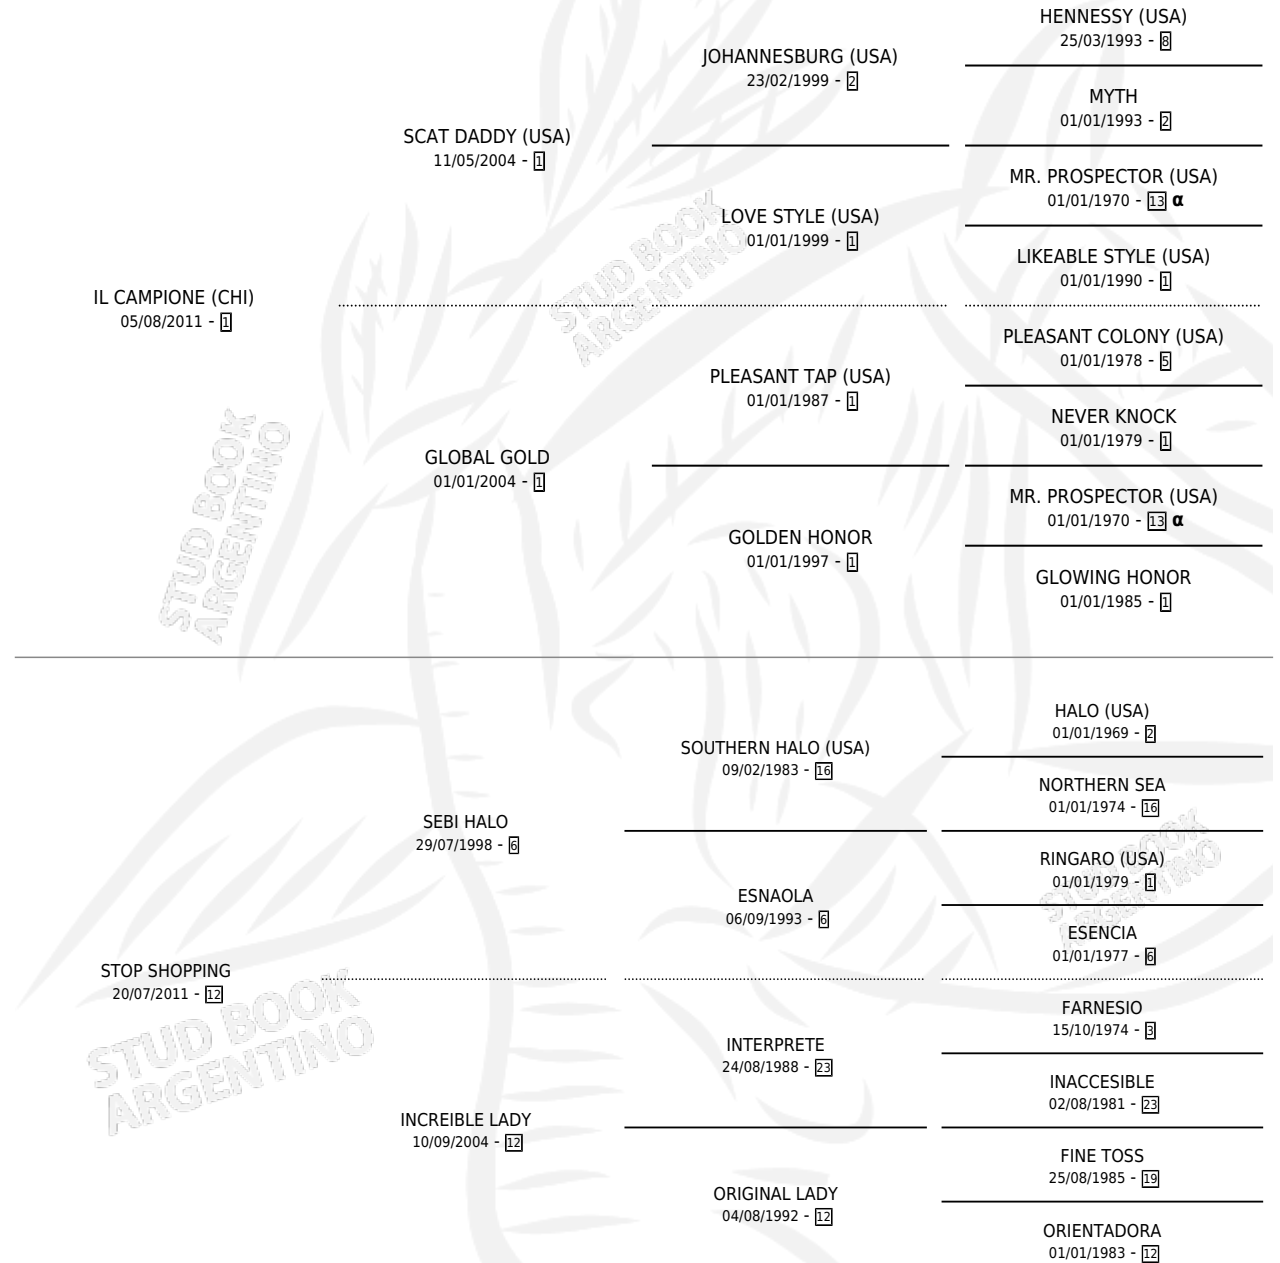 HENNESSY (USA)
25/03/1993 - 8
JOHANNESBURG (USA)
23/02/1999 - 2
MYTH
01/01/1993 - 2
SCAT DADDY (USA)
11/05/2004 - 1
MR. PROSPECTOR (USA)
01/01/1970 - 13 α
LOVE STYLE (USA)
01/01/1999 - 1
LIKEABLE STYLE (USA)
01/01/1990 - 1
IL CAMPIONE (CHI)
05/08/2011 - 1
PLEASANT COLONY (USA)
01/01/1978 - 5
PLEASANT TAP (USA)
01/01/1987 - 1
NEVER KNOCK
01/01/1979 - 1
GLOBAL GOLD
01/01/2004 - 1
MR. PROSPECTOR (USA)
01/01/1970 - 13 α
GOLDEN HONOR
01/01/1997 - 1
GLOWING HONOR
01/01/1985 - 1
HALO (USA)
01/01/1969 - 2
SOUTHERN HALO (USA)
09/02/1983 - 16
NORTHERN SEA
01/01/1974 - 16
SEBI HALO
29/07/1998 - 6
RINGARO (USA)
01/01/1979 - 1
ESNAOLA
06/09/1993 - 6
ESENCIA
01/01/1977 - 6
STOP SHOPPING
20/07/2011 - 12
FARNESIO
15/10/1974 - 3
INTERPRETE
24/08/1988 - 23
INACCESIBLE
02/08/1981 - 23
INCREIBLE LADY
10/09/2004 - 12
FINE TOSS
25/08/1985 - 19
ORIGINAL LADY
04/08/1992 - 12
ORIENTADORA
01/01/1983 - 12
STUD BOOK
ARGENTINO
STUD BOOK
ARGENTINO
STUD BOOK
ARGENTINO
STUD BOOK
ARGENTINO